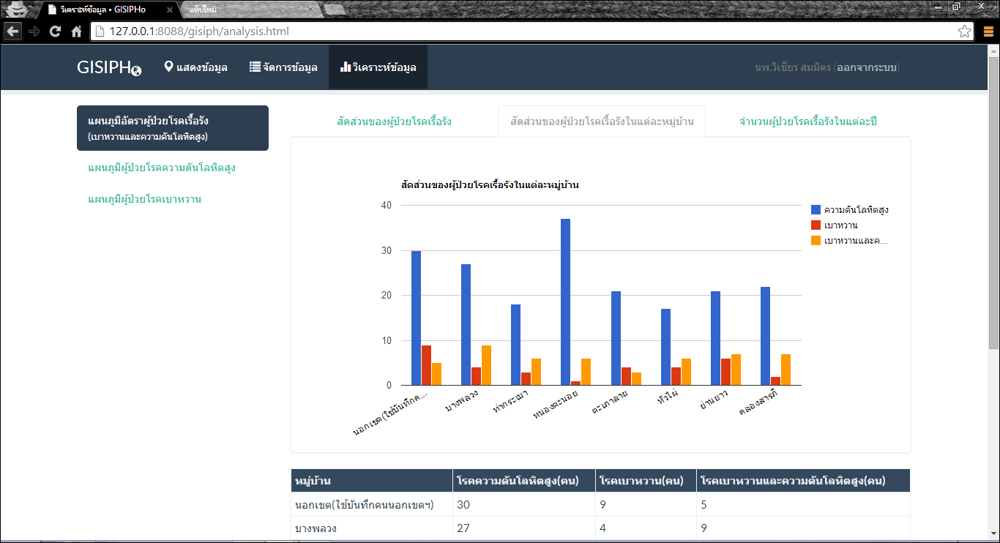 วิเคราะห์ข้อมูล • GISIPHo
แท็บใหม่
127.0.0.1:8088/gisiph/analysis.html
GISIPH
แสดงข้อมูล
จัดการข้อมูล
วิเคราะห์ข้อมูล
นพ.วิเชียร สมมิตร (ออกจากระบบ)
แผนภูมิอัตราผู้ป่วยโรคเรื้อรัง
(เบาหวานและความดันโลหิตสูง)
แผนภูมิผู้ป่วยโรคความดันโลหิตสูง
แผนภูมิผู้ป่วยโรคเบาหวาน
สัดส่วนของผู้ป่วยโรคเรื้อรัง
สัดส่วนของผู้ป่วยโรคเรื้อรังในแต่ละหมู่บ้าน
จำนวนผู้ป่วยโรคเรื้อรังในแต่ละปี
สัดส่วนของผู้ป่วยโรคเรื้อรังในแต่ละหมู่บ้าน
40
30
20
10
0
ความดันโลหิตสูง
เบาหวาน
เบาหวานและค...
นอกเขต(ใช้บันทึกค...
บางพลวง
ท่ากระเบา
หนองตะนอย
ตะเภาลาย
หัวไผ่
ย่านยาว
คลองสารภี
หมู่บ้าน โรคความดันโลหิตสูง(คน) โรคเบาหวาน(คน) โรคเบาหวานและความดันโลหิตสูง(คน)
นอกเขต(ใช้บันทึกคนนอกเขตฯ) 30 9 5
บางพลวง 27 4 9